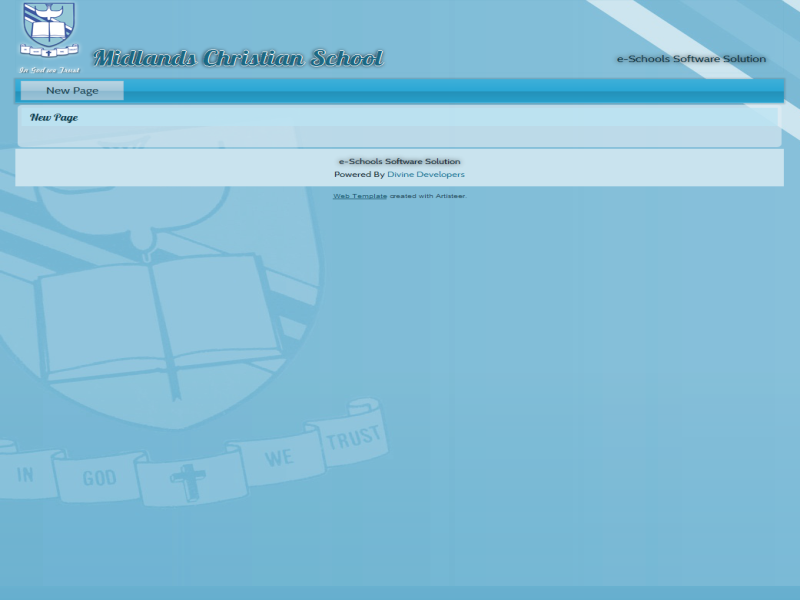 In God we Trust
Midlands Christian School
e-Schools Software Solution
New Page
New Page
e-Schools Software Solution
Powered By Divine Developers
Web Template created with Artisteer.
IN GOD WE TRUST